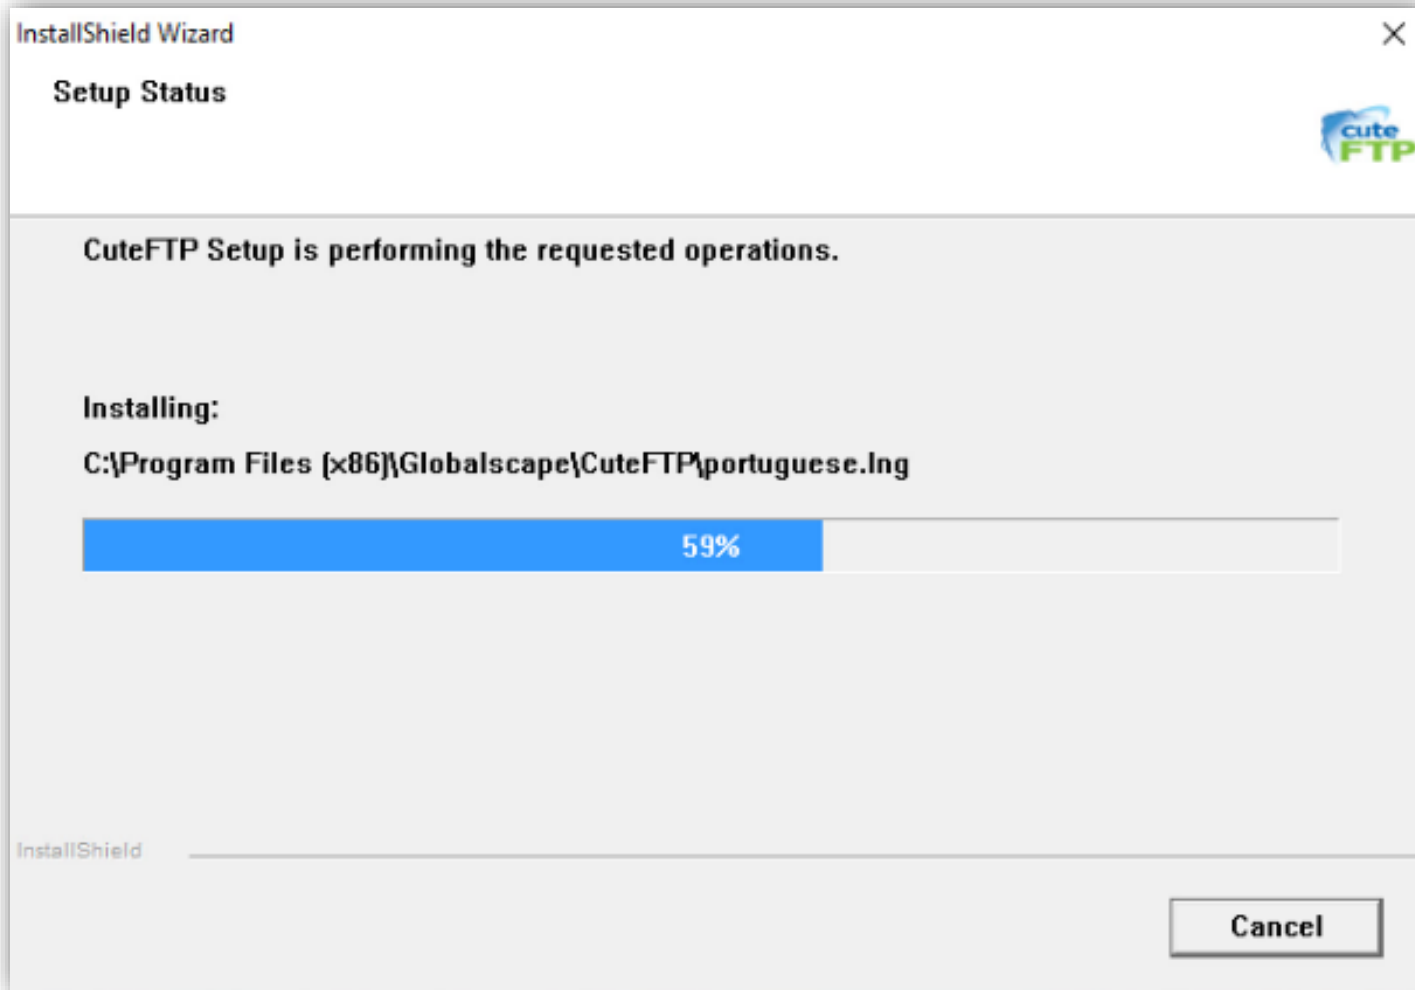 InstallShield Wizard
Setup Status
cute
FTP
CuteFTP Setup is performing the requested operations.
Installing:
C:\Program Files (x86)\Globalscape\CuteFTP\portuguese.lng
59%
InstallShield
Cancel